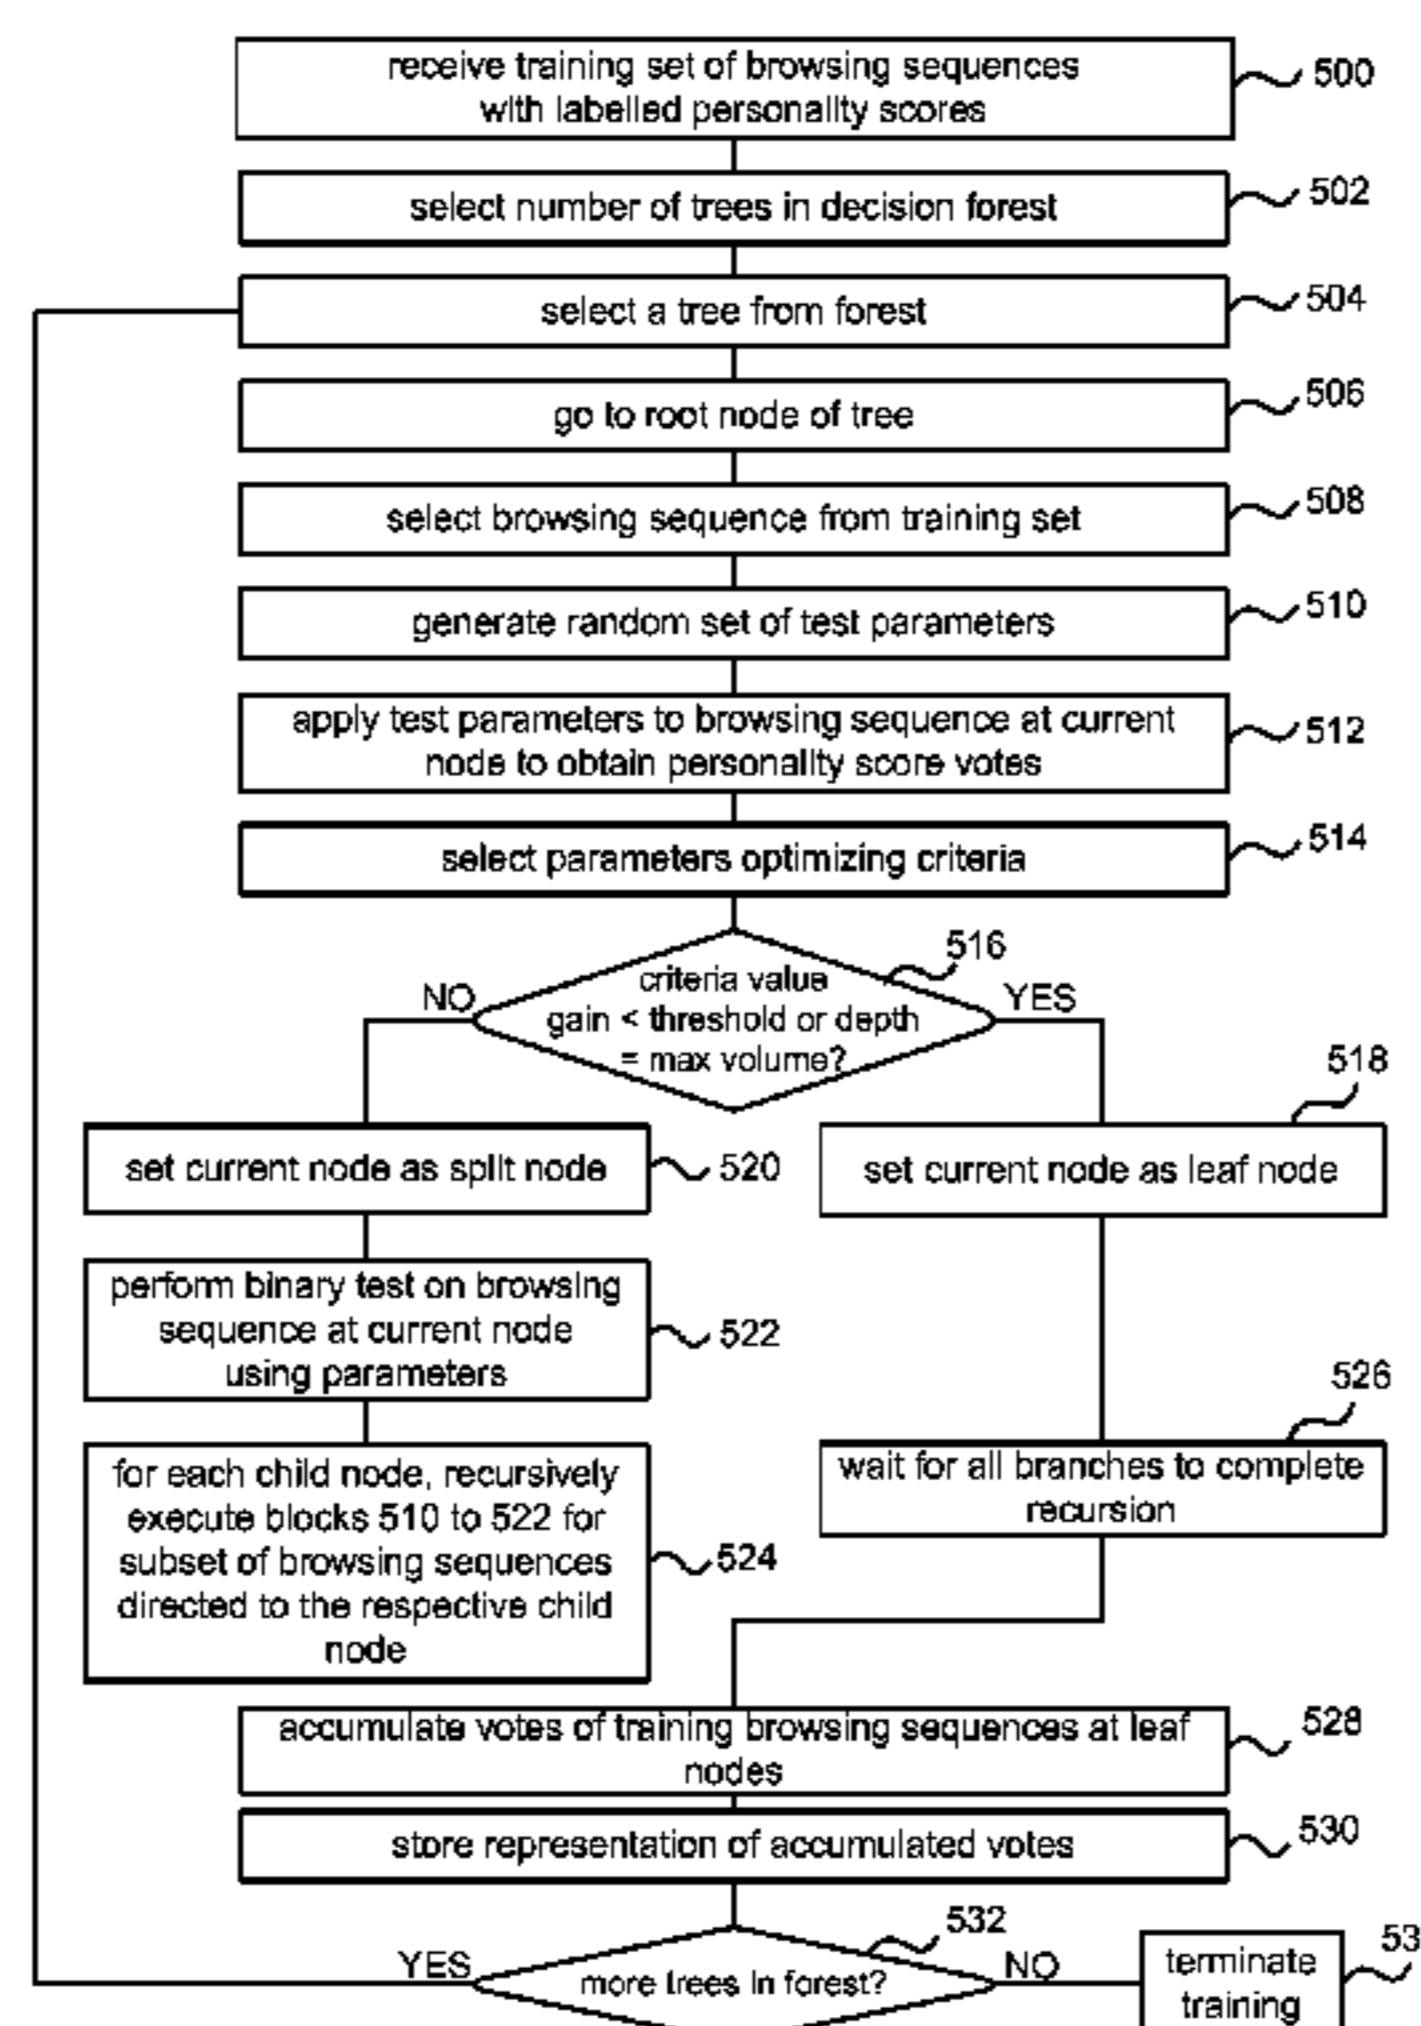 receive training set of browsing sequences
with labelled personality scores
500
select number of trees in decision forest
502
select a tree from forest
504
go to root node of tree
506
select browsing sequence from training set
508
generate random set of test parameters
510
apply test parameters to browsing sequence at current
node to obtain personality score votes
512
select parameters optimizing criteria
514
516
criteria value
gain < threshold or depth
= max volume?
NO
YES
518
set current node as split node
520
set current node as leaf node
perform binary test on browsing
sequence at current node
using parameters
522
526
wait for all branches to complete
recursion
for each child node, recursively
execute blocks 510 to 522 for
subset of browsing sequences
directed to the respective child
node
524
accumulate votes of training browsing sequences at leaf
nodes
528
store representation of accumulated votes
530
532
more trees in forest?
YES
NO
terminate
training
53